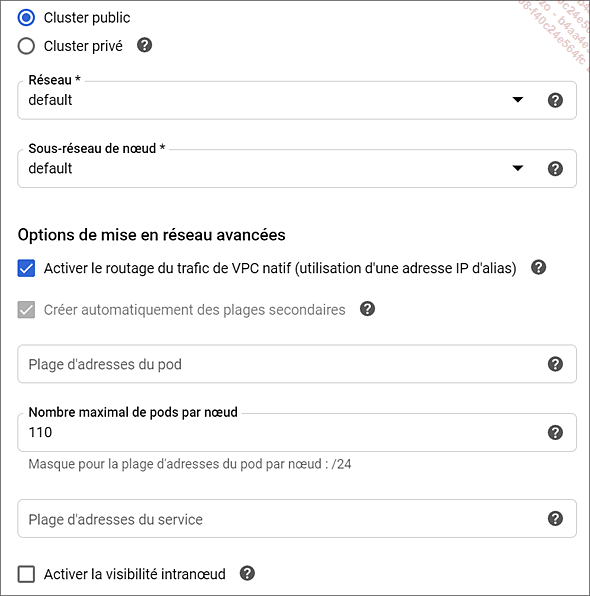 Cluster public
Cluster privé
Réseau *
default
Sous-réseau de nœud *
default
Options de mise en réseau avancées
Activer le routage du trafic de VPC natif (utilisation d'une adresse IP d'alias)
Créer automatiquement des plages secondaires
Plage d'adresses du pod
Nombre maximal de pods par nœud
110
Masque pour la plage d'adresses du pod par nœud : /24
Plage d'adresses du service
Activer la visibilité intranœud